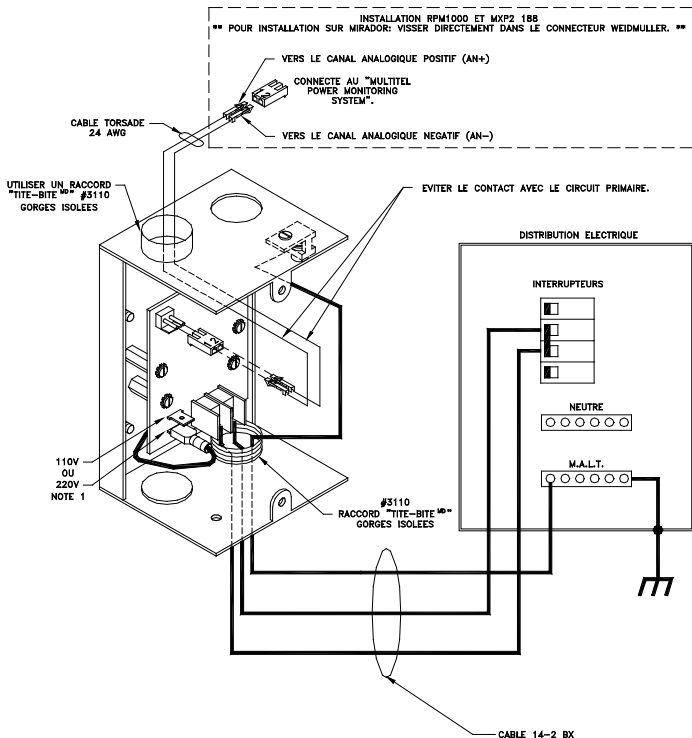 INSTALLATION RPM1000 ET MXP2 188
** POUR INSTALLATION SUR MIRADOR: VISSER DIRECTEMENT DANS LE CONNECTEUR WEIDMULLER. **
VERS LE CANAL ANALOGIQUE POSITIF (AN+)
CONNECTE AU "MULTITEL
POWER MONITORING
SYSTEM".
CABLE TORSADE
24 AWG
VERS LE CANAL ANALOGIQUE NEGATIF (AN-)
UTILISER UN RACCORD
"TITE-BITE MD" #3110
GORGES ISOLEES
EVITER LE CONTACT AVEC LE CIRCUIT PRIMAIRE.
DISTRIBUTION ELECTRIQUE
INTERRUPTEURS
NEUTRE
M.A.L.T.
110V
OU
220V
NOTE 1
#3110
RACCORD "TITE-BITE MD"
GORGES ISOLEES
CABLE 14-2 BX